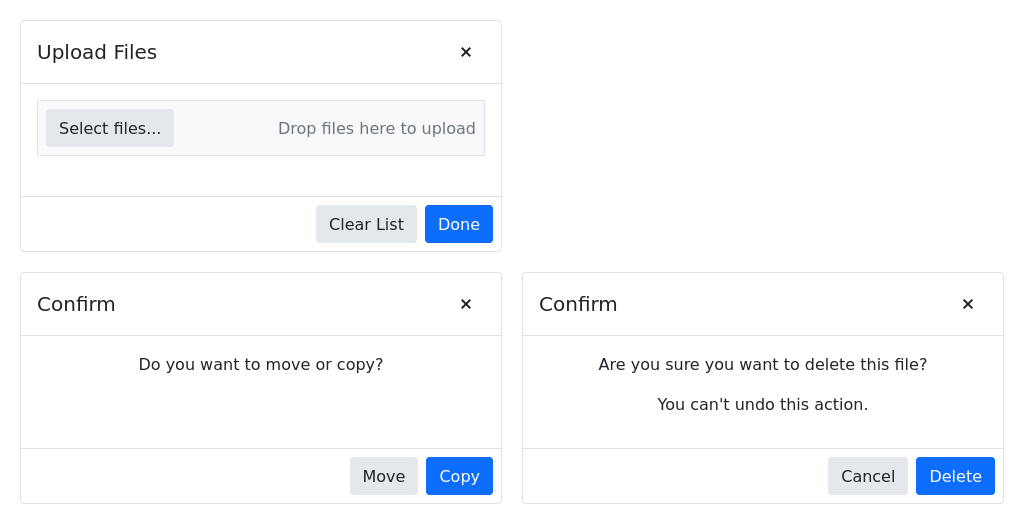 Upload Files ×
Select files... Drop files here to upload
Clear List Done
Confirm ×
Do you want to move or copy?
Move Copy
Confirm ×
Are you sure you want to delete this file?
You can't undo this action.
Cancel Delete